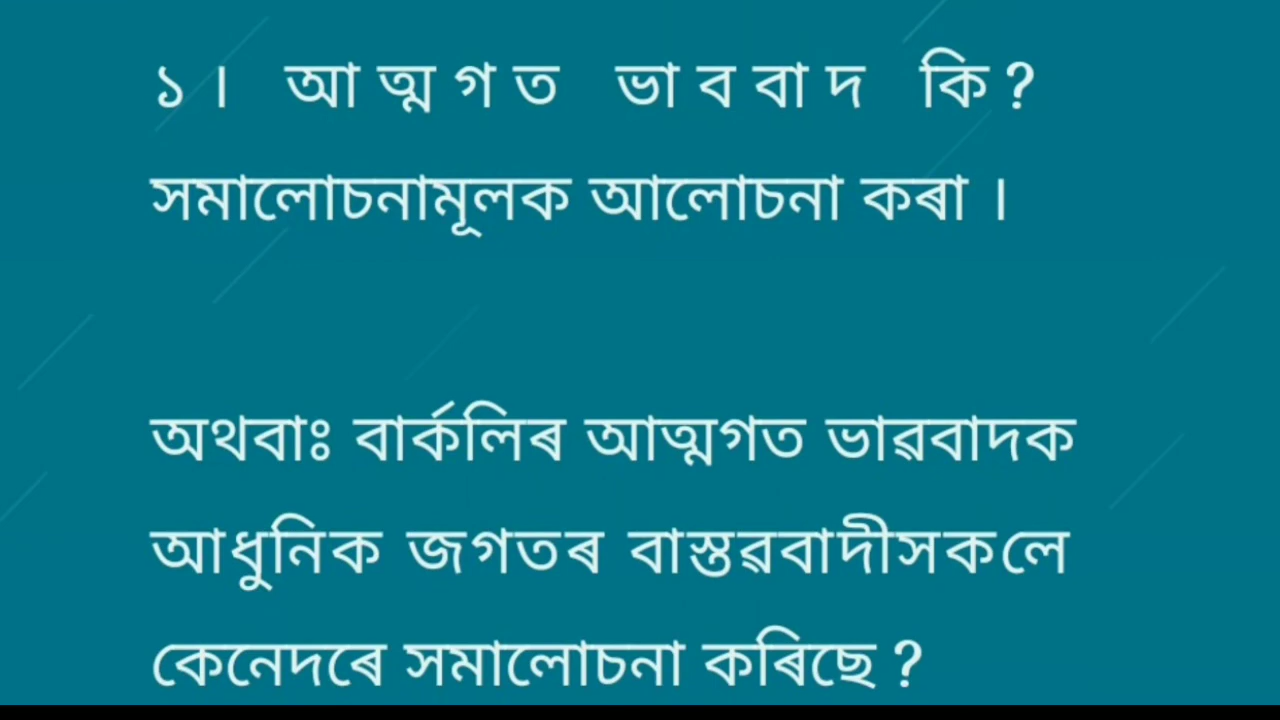 ১। আত্মগত ভাববাদ কি?
সমালোচনামূলক আলোচনা কৰা ।
অথবাঃ বাৰ্কলিৰ আত্মগত ভাৱবাদক
আধুনিক জগতৰ বাস্তৱবাদীসকলে
কেনেদৰে সমালোচনা কৰিছে ?